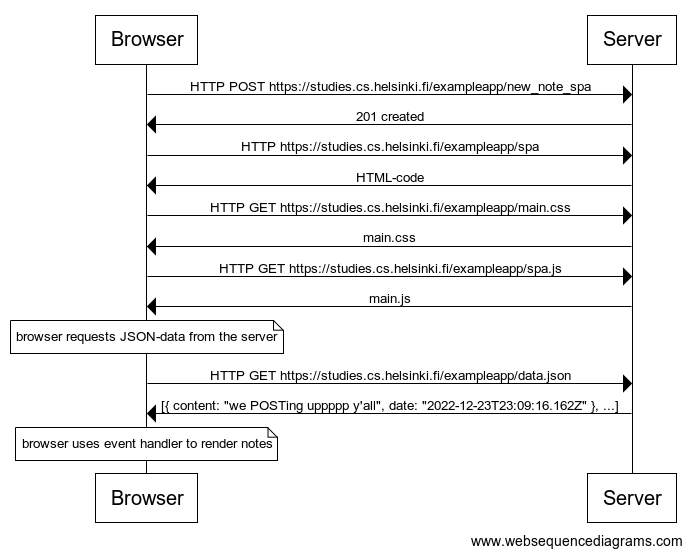 Browser
Server
HTTP POST https://studies.cs.helsinki.fi/exampleapp/new_note_spa
201 created
HTTP https://studies.cs.helsinki.fi/exampleapp/spa
HTML-code
HTTP GET https://studies.cs.helsinki.fi/exampleapp/main.css
main.css
HTTP GET https://studies.cs.helsinki.fi/exampleapp/spa.js
main.js
browser requests JSON-data from the server
HTTP GET https://studies.cs.helsinki.fi/exampleapp/data.json
[{ content: "we POSTing uppppp y'all", date: "2022-12-23T23:09:16.162Z" }, ...]
browser uses event handler to render notes
Browser
Server
www.websequencediagrams.com